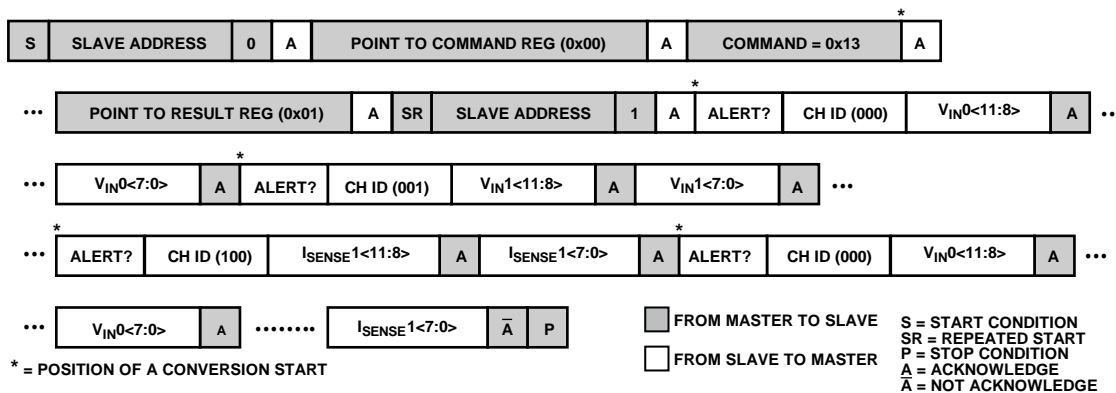 *
S SLAVE ADDRESS 0 A POINT TO COMMAND REG (0x00) A COMMAND = 0x13 A
*
••• POINT TO RESULT REG (0x01) A SR SLAVE ADDRESS 1 A ALERT? CH ID (000) VIN0<11:8> A ••
*
••• VIN0<7:0> A ALERT? CH ID (001) VIN1<11:8> A VIN1<7:0> A •••
* *
••• ALERT? CH ID (100) ISENSE1<11:8> A ISENSE1<7:0> A ALERT? CH ID (000) VIN0<11:8> A •••
••• VIN0<7:0> A •••••••• ISENSE1<7:0> A̅ P
FROM MASTER TO SLAVE
FROM SLAVE TO MASTER
S = START CONDITION
SR = REPEATED START
P = STOP CONDITION
A = ACKNOWLEDGE
A̅ = NOT ACKNOWLEDGE
* = POSITION OF A CONVERSION START